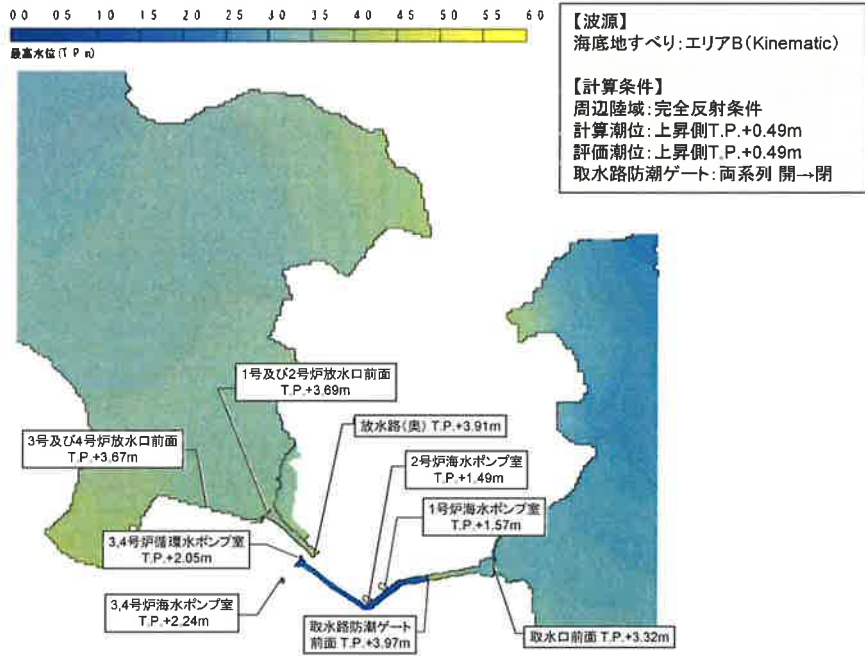 0.0 0.5 1.0 1.5 2.0 2.5 3.0 3.5 4.0 4.5 5.0 5.5 6.0
最高水位(T.P.m)
【波源】
海底地すべり:エリアB(Kinematic)
【計算条件】
周辺陸域:完全反射条件
計算潮位:上昇側T.P.+0.49m
評価潮位:上昇側T.P.+0.49m
取水路防潮ゲート:両系列 開→閉
1号及び2号炉放水口前面
T.P.+3.69m
放水路(奥) T.P.+3.91m
3号及び4号炉放水口前面
T.P.+3.67m
2号炉海水ポンプ室
T.P.+1.49m
1号炉海水ポンプ室
T.P.+1.57m
3,4号炉循環水ポンプ室
T.P.+2.05m
3,4号炉海水ポンプ室
T.P.+2.24m
取水路防潮ゲート
前面 T.P.+3.97m
取水口前面 T.P.+3.32m